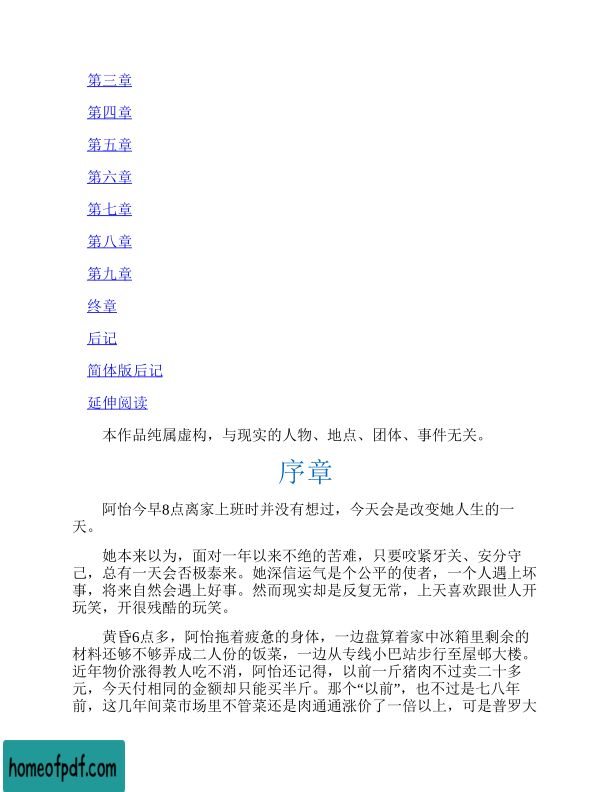 第三章
第四章
第五章
第六章
第七章
第八章
第九章
终章
后记
简体版后记
延伸阅读
本作品纯属虚构，与现实的人物、地点、团体、事件无关。
序章
阿怡今早8点离家上班时并没有想过，今天会是改变她人生的一
天。
她本来以为，面对一年以来不绝的苦难，只要咬紧牙关、安分守
己，总有一天会否极泰来。她深信运气是个公平的使者，一个人遇上坏
事，将来自然会遇上好事。然而现实却是反复无常，上天喜欢跟世人开
玩笑，开很残酷的玩笑。
黄昏6点多，阿怡拖着疲惫的身体，一边盘算着家中冰箱里剩余的
材料还够不够弄成二人份的饭菜，一边从专线小巴站步行至屋邨大楼。
近年物价涨得教人吃不消，阿怡还记得，以前一斤猪肉不过卖二十多
元，今天付相同的金额却只能买半斤。那个“以前”，也不过是七八年
前，这几年间菜市场里不管菜还是肉通通涨价了一倍以上，可是普罗大
homeofpdf.com